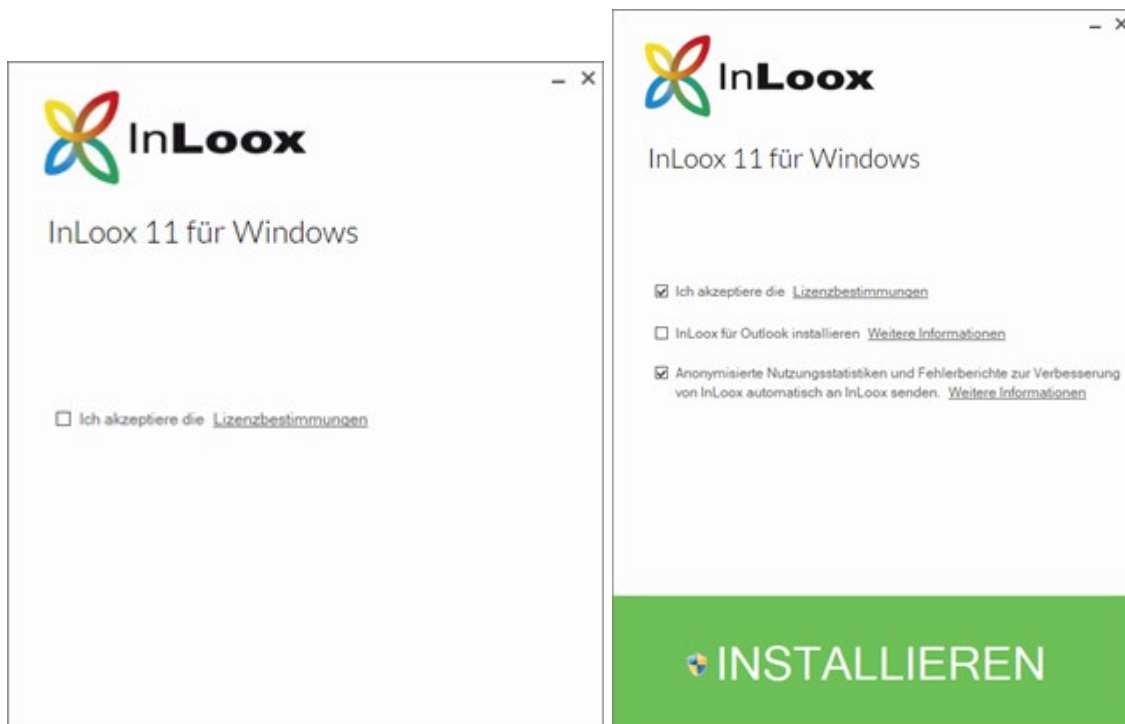 InLoox
InLoox 11 für Windows
Ich akzeptiere die Lizenzbestimmungen
InLoox
InLoox 11 für Windows
Ich akzeptiere die Lizenzbestimmungen
InLoox für Outlook installieren Weitere Informationen
Anonymisierte Nutzungsstatistiken und Fehlerberichte zur Verbesserung
von InLoox automatisch an InLoox senden. Weitere Informationen
INSTALLIEREN